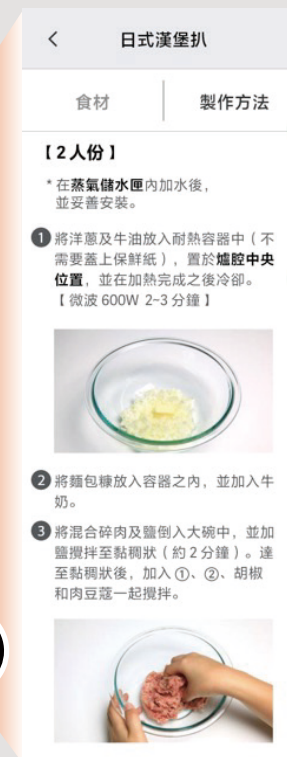 日式漢堡扒
食材 製作方法
【2人份】
*在蒸氣儲水匣內加水後，
並妥善安裝。
1 將洋蔥及牛油放入耐熱容器中（不
需要蓋上保鮮紙），置於爐腔中央
位置，並在加熱完成之後冷卻。
【微波 600W 2~3 分鐘】
2 將麵包糠放入容器之內，並加入牛
奶。
3 將混合碎肉及鹽倒入大碗中，並加
鹽攪拌至黏稠狀（約 2 分鐘）。達
至黏稠狀後，加入 ①、②、胡椒
和肉豆蔻一起攪拌。